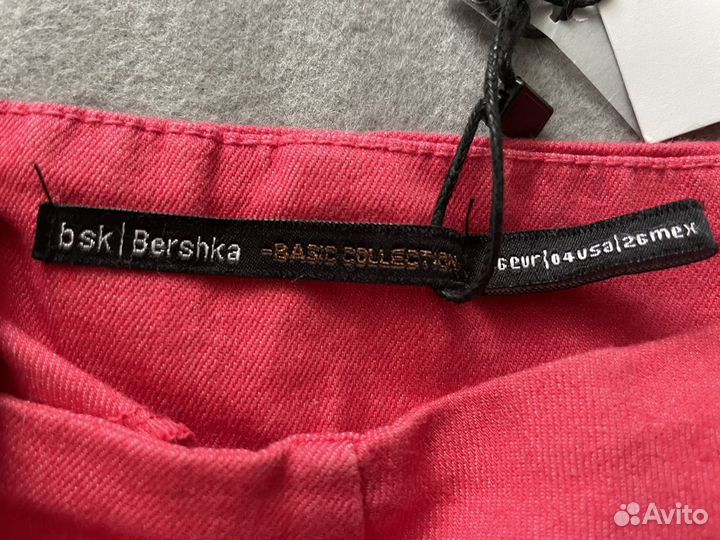 bsk|Bershka -BASIC COLLECTION
6eur|04usa|26mex
Avito